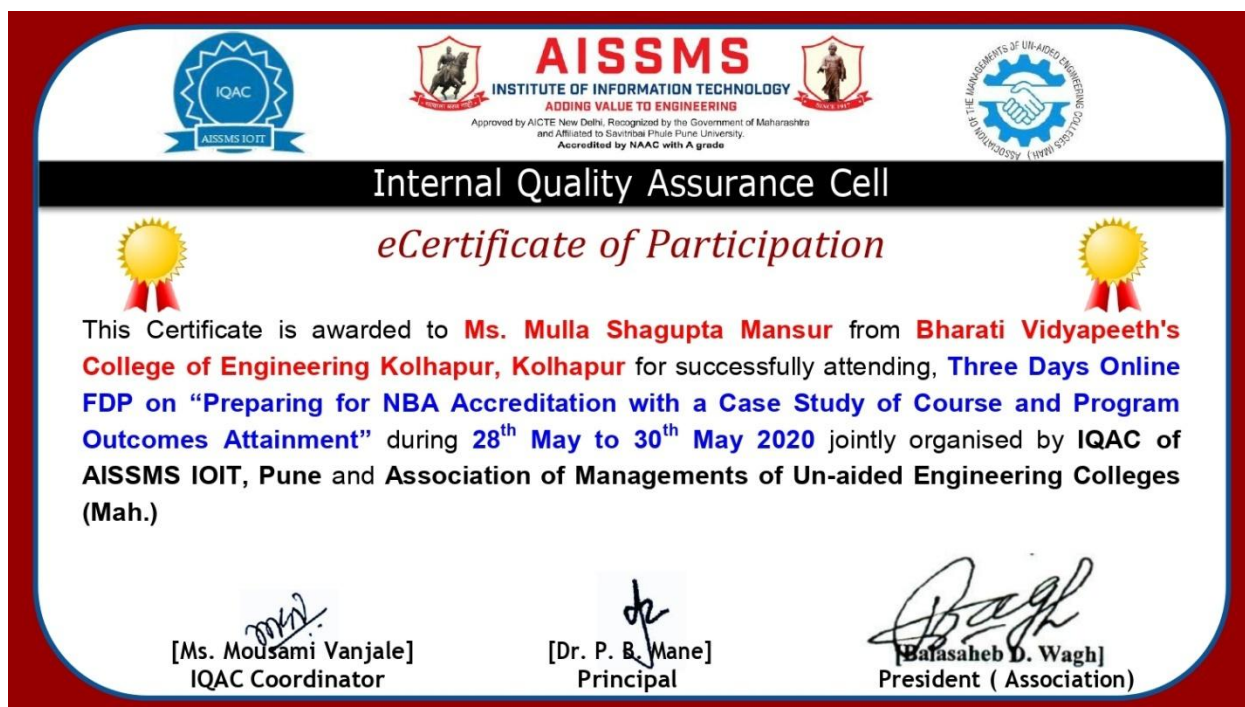 IQAC
AISSMS IOIT
AISSMS
INSTITUTE OF INFORMATION TECHNOLOGY
ADDING VALUE TO ENGINEERING
Approved by AICTE New Delhi, Recognized by the Government of Maharashtra
and Affiliated to Savitribai Phule Pune University.
Accredited by NAAC with A grade
SINCE 1917
ASSOCIATION OF THE MANAGEMENTS OF UN-AIDED ENGINEERING COLLEGES (MAH)
Internal Quality Assurance Cell
eCertificate of Participation
This Certificate is awarded to Ms. Mulla Shagupta Mansur from Bharati Vidyapeeth's
College of Engineering Kolhapur, Kolhapur for successfully attending, Three Days Online
FDP on “Preparing for NBA Accreditation with a Case Study of Course and Program
Outcomes Attainment” during 28th May to 30th May 2020 jointly organised by IQAC of
AISSMS IOIT, Pune and Association of Managements of Un-aided Engineering Colleges
(Mah.)
[Ms. Mousami Vanjale]
IQAC Coordinator
[Dr. P. B. Mane]
Principal
[Balasaheb D. Wagh]
President ( Association)